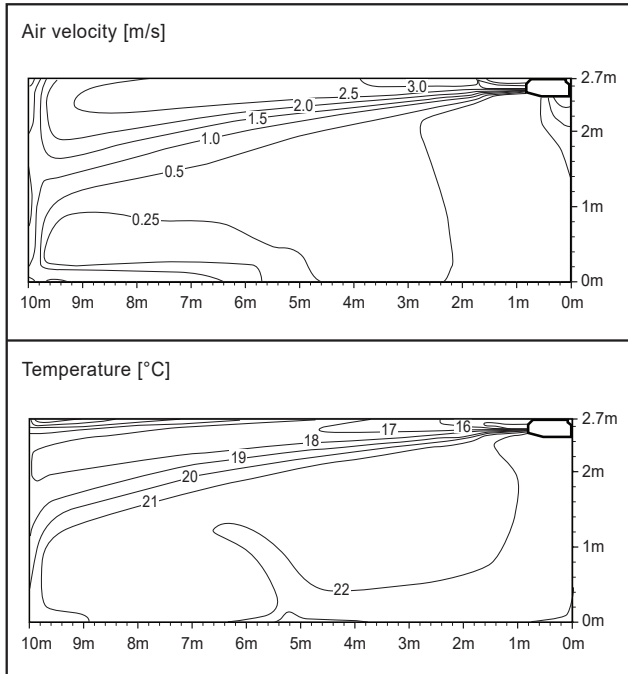 Air velocity [m/s]
2.7m
3.0
2.5
2.0
1.5
2m
1.0
0.5
1m
0.25
0m
10m 9m 8m 7m 6m 5m 4m 3m 2m 1m 0m
Temperature [°C]
2.7m
17 16
18
19
2m
20
21
1m
22
0m
10m 9m 8m 7m 6m 5m 4m 3m 2m 1m 0m